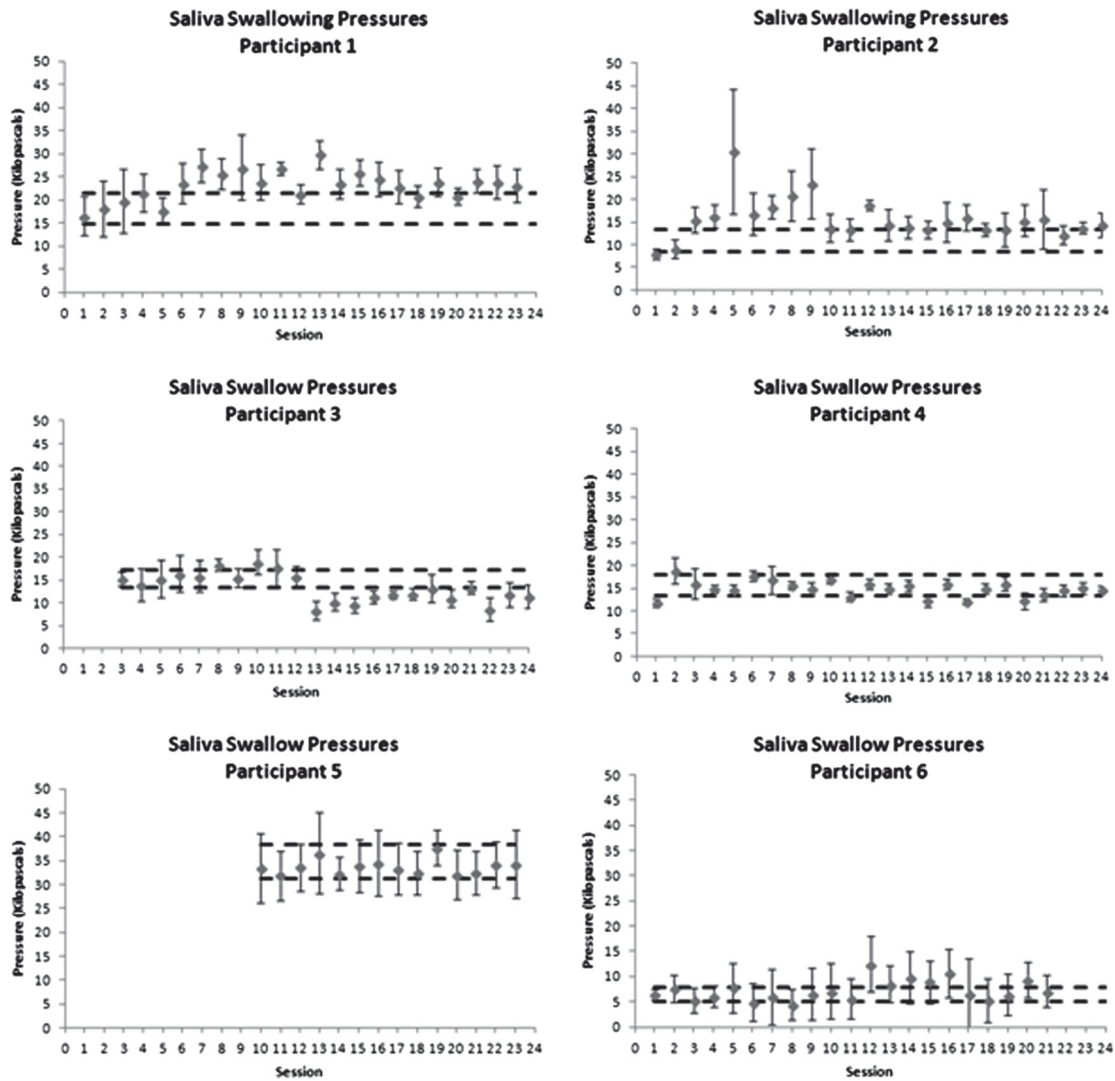 Saliva Swallowing Pressures
Participant 1
Pressure (Kilopascals)
50
45
40
35
30
25
20
15
10
5
0
0 1 2 3 4 5 6 7 8 9 10 11 12 13 14 15 16 17 18 19 20 21 22 23 24
Session
Saliva Swallowing Pressures
Participant 2
Pressure (Kilopascals)
50
45
40
35
30
25
20
15
10
5
0
0 1 2 3 4 5 6 7 8 9 10 11 12 13 14 15 16 17 18 19 20 21 22 23 24
Session
Saliva Swallow Pressures
Participant 3
Pressure (Kilopascals)
50
45
40
35
30
25
20
15
10
5
0
0 1 2 3 4 5 6 7 8 9 10 11 12 13 14 15 16 17 18 19 20 21 22 23 24
Session
Saliva Swallow Pressures
Participant 4
Pressure (Kilopascals)
50
45
40
35
30
25
20
15
10
5
0
0 1 2 3 4 5 6 7 8 9 10 11 12 13 14 15 16 17 18 19 20 21 22 23 24
Session
Saliva Swallow Pressures
Participant 5
Pressure (Kilopascals)
50
45
40
35
30
25
20
15
10
5
0
0 1 2 3 4 5 6 7 8 9 10 11 12 13 14 15 16 17 18 19 20 21 22 23 24
Session
Saliva Swallow Pressures
Participant 6
Pressure (Kilopascals)
50
45
40
35
30
25
20
15
10
5
0
0 1 2 3 4 5 6 7 8 9 10 11 12 13 14 15 16 17 18 19 20 21 22 23 24
Session